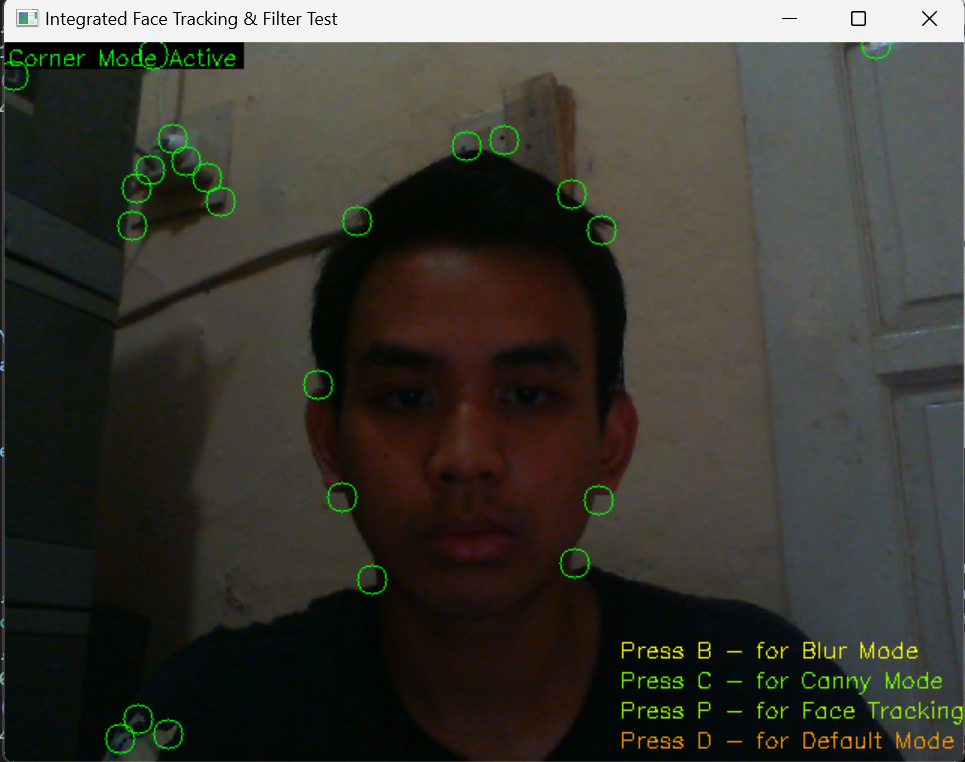 Integrated Face Tracking & Filter Test
Corner Mode Active
Press B - for Blur Mode
Press C - for Canny Mode
Press P - for Face Tracking
Press D - for Default Mode